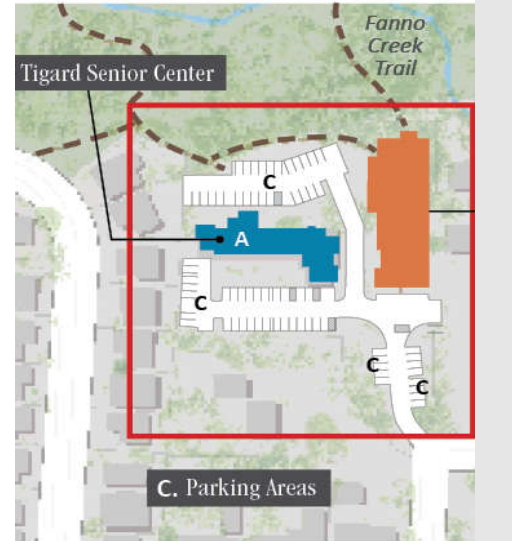 Fanno
Creek
Trail
Tigard Senior Center
C
A
C
C
C
C. Parking Areas